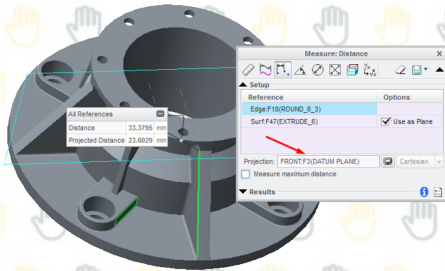 Measure: Distance
Setup
Reference Options
Edge:F18(ROUND_6_3)
Surf:F47(EXTRUDE_6) Use as Plane
All References
Distance 33.3795 mm
Projected Distance 23.6029 mm
Projection: FRONT:F3(DATUM PLANE) Cartesian
Measure maximum distance
Results